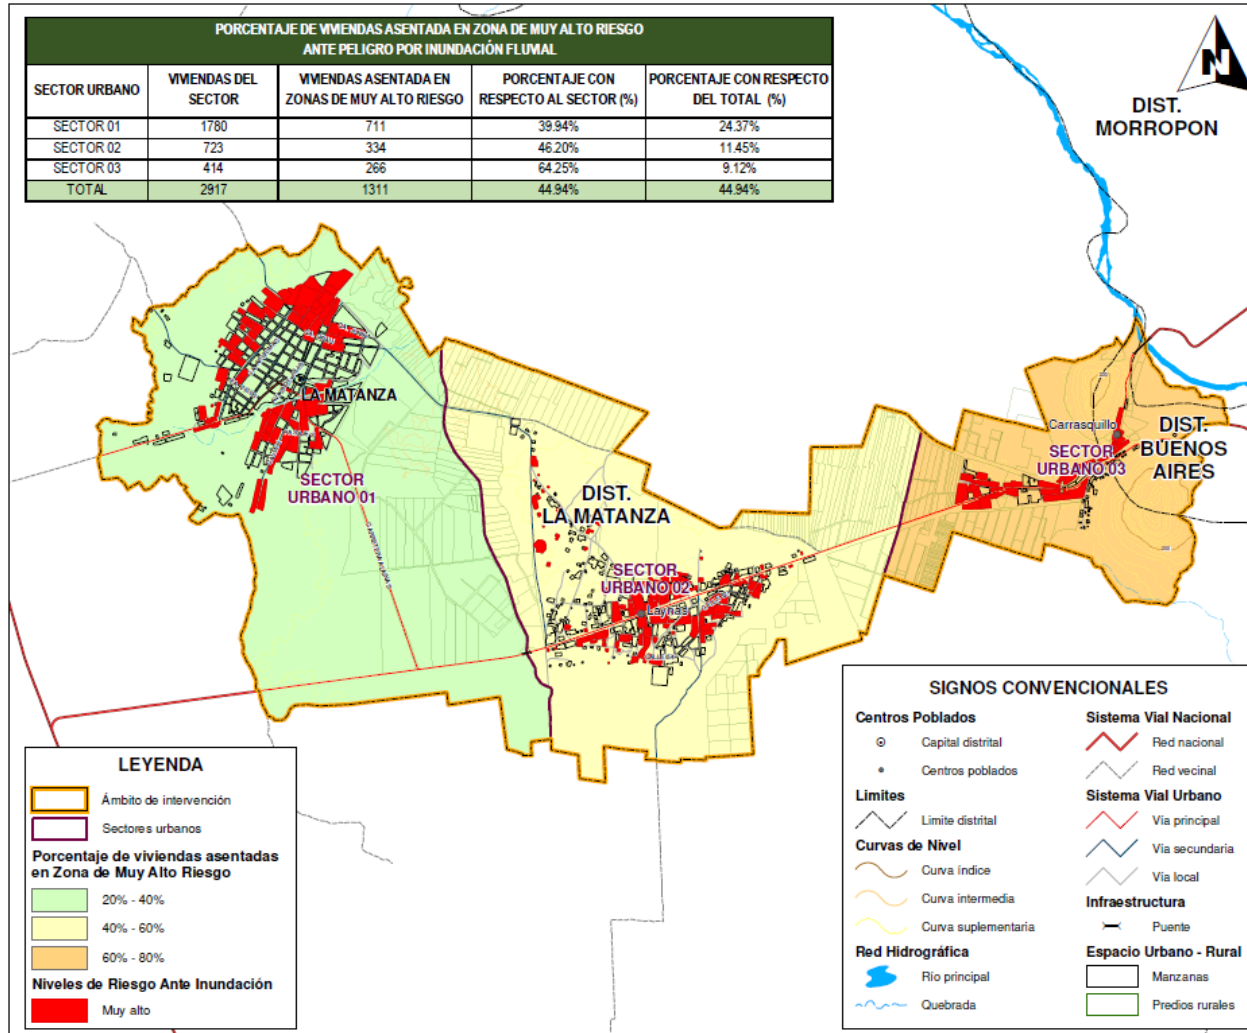 PORCENTAJE DE VIVIENDAS ASENTADA EN ZONA DE MUY ALTO RIESGO
ANTE PELIGRO POR INUNDACIÓN FLUVIAL
SECTOR URBANO VIVIENDAS DEL SECTOR VIVIENDAS ASENTADA EN ZONAS DE MUY ALTO RIESGO PORCENTAJE CON RESPECTO AL SECTOR (%) PORCENTAJE CON RESPECTO DEL TOTAL (%)
SECTOR 01 1780 711 39.94% 24.37%
SECTOR 02 723 334 46.20% 11.45%
SECTOR 03 414 266 64.25% 9.12%
TOTAL 2917 1311 44.94% 44.94%
N
DIST.
MORROPON
LA MATANZA
SECTOR
URBANO 01
DIST.
LA MATANZA
SECTOR
URBANO 02
Laynas
Carrasquillo
SECTOR
URBANO 03
DIST.
BUENOS
AIRES
LEYENDA
Ámbito de intervención
Sectores urbanos
Porcentaje de viviendas asentadas
en Zona de Muy Alto Riesgo
20% - 40%
40% - 60%
60% - 80%
Niveles de Riesgo Ante Inundación
Muy alto
SIGNOS CONVENCIONALES
Centros Poblados
Capital distrital
Centros poblados
Limites
Limite distrital
Curvas de Nivel
Curva índice
Curva intermedia
Curva suplementaria
Red Hidrográfica
Río principal
Quebrada
Sistema Vial Nacional
Red nacional
Red vecinal
Sistema Vial Urbano
Vía principal
Vía secundaria
Vía local
Infraestructura
Puente
Espacio Urbano - Rural
Manzanas
Predios rurales